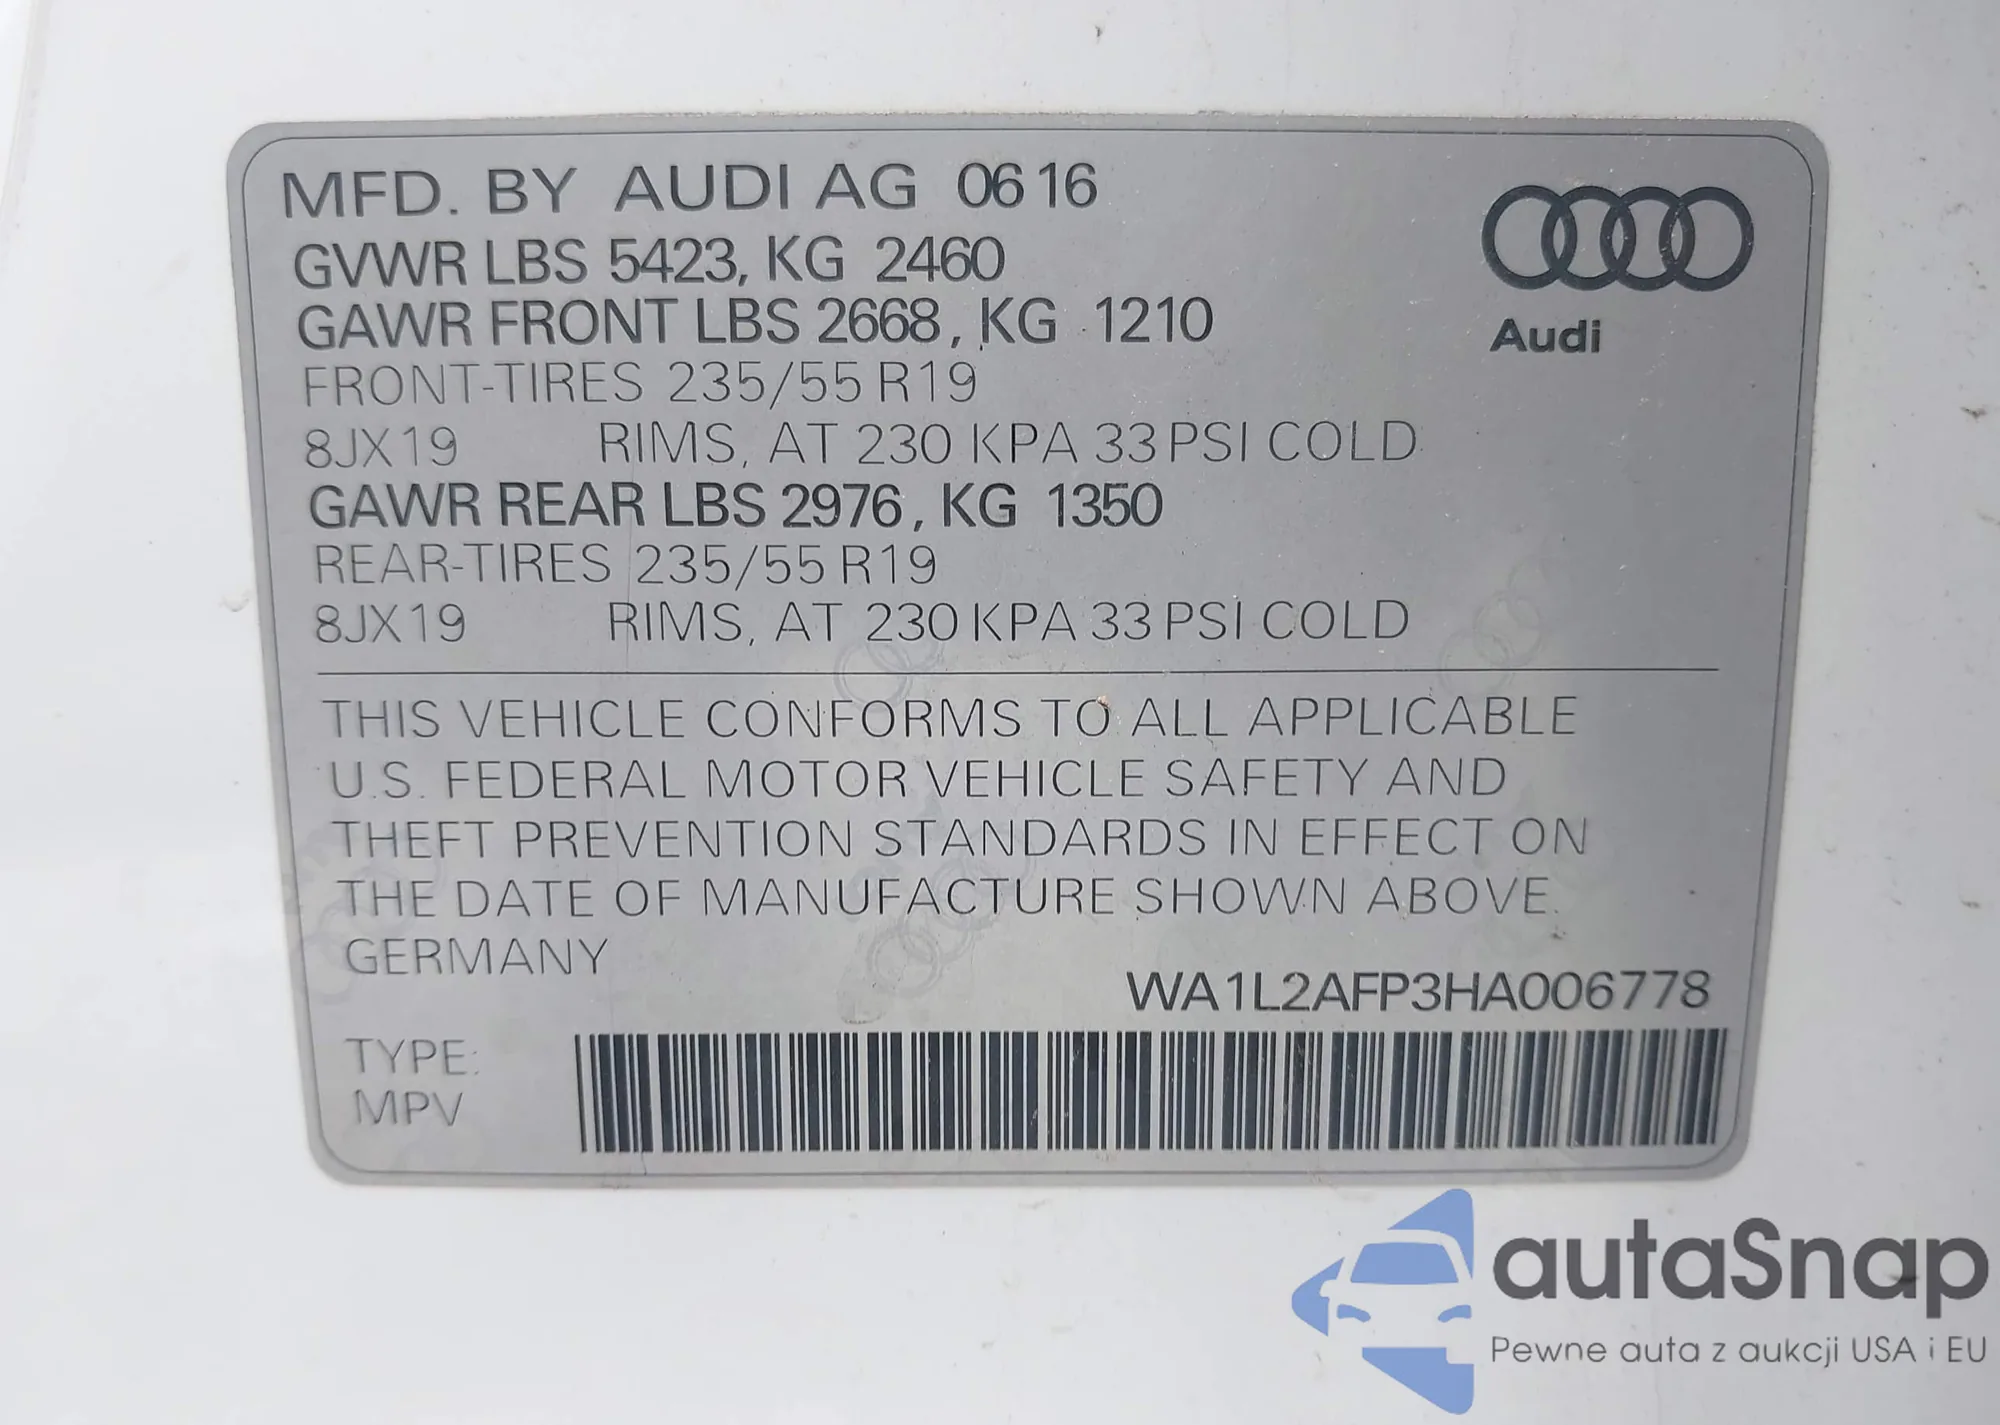 MFD. BY AUDI AG 0616
GVWR LBS 5423, KG 2460
GAWR FRONT LBS 2668, KG 1210
Audi
FRONT-TIRES 235/55 R19
8JX19 RIMS, AT 230 KPA 33 PSI COLD
GAWR REAR LBS 2976, KG 1350
REAR-TIRES 235/55 R19
8JX19 RIMS, AT 230 KPA 33 PSI COLD
THIS VEHICLE CONFORMS TO ALL APPLICABLE
U.S. FEDERAL MOTOR VEHICLE SAFETY AND
THEFT PREVENTION STANDARDS IN EFFECT ON
THE DATE OF MANUFACTURE SHOWN ABOVE.
GERMANY
WA1L2AFP3HA006778
TYPE:
MPV
autaSnap
Pewne auta z aukcji USA i EU